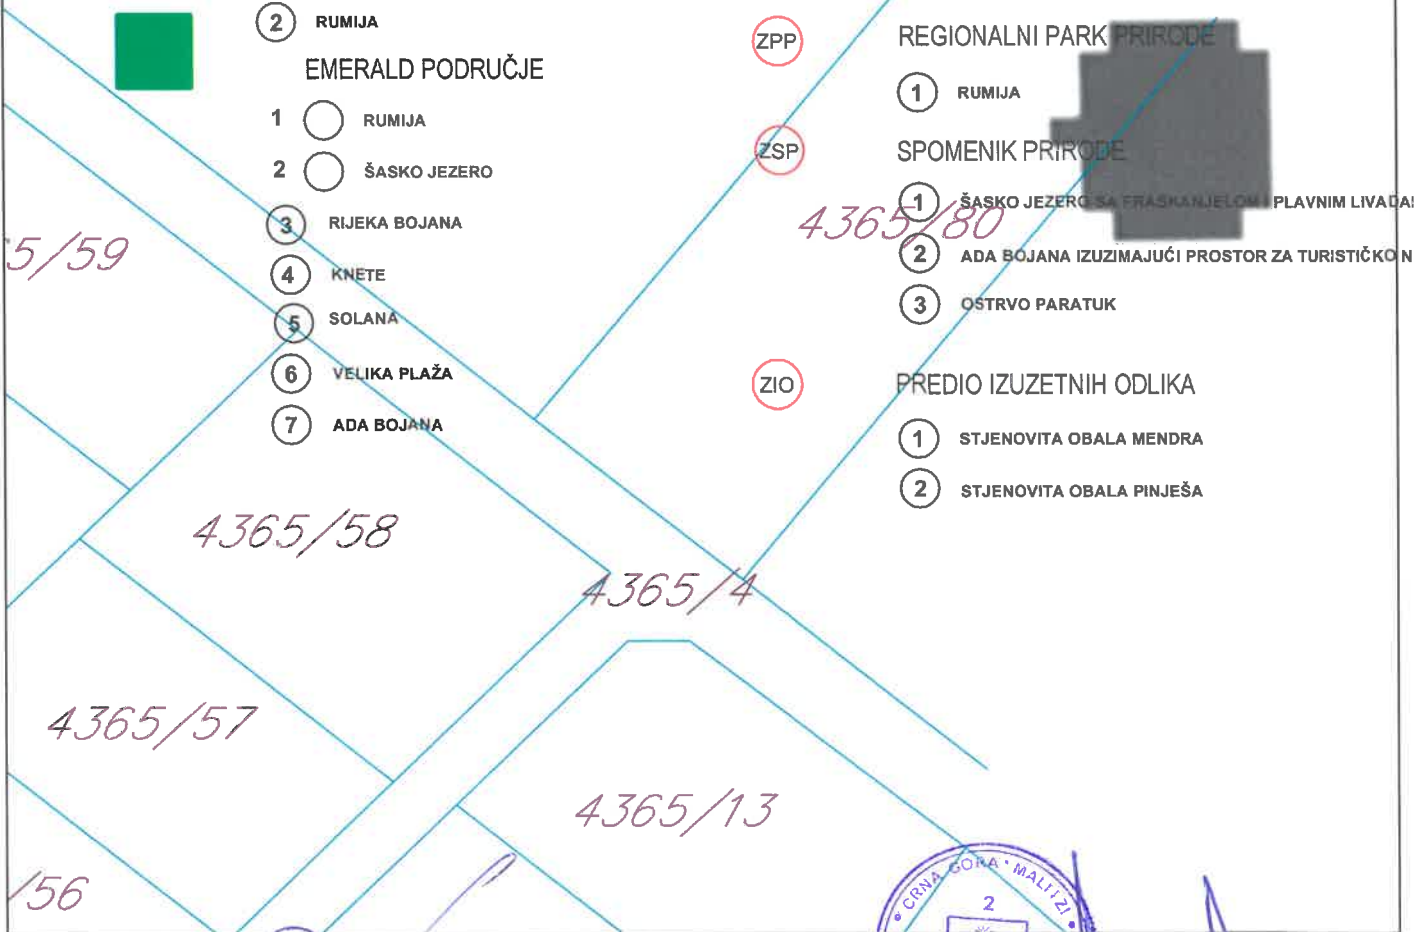 2 RUMIJA
EMERALD PODRUČJE
1 RUMIJA
2 ŠASKO JEZERO
3 RIJEKA BOJANA
4 KNETE
5 SOLANA
6 VELIKA PLAŽA
7 ADA BOJANA
ZPP REGIONALNI PARK PRIRODE
1 RUMIJA
ZSP SPOMENIK PRIRODE
1 ŠASKO JEZERO SA FRASKANJELOM I PLAVNIM LIVADA
2 ADA BOJANA IZUZIMAJUĆI PROSTOR ZA TURISTIČKO N
3 OSTRVO PARATUK
ZIO PREDIO IZUZETNIH ODLIKA
1 STJENOVITA OBALA MENDRA
2 STJENOVITA OBALA PINJEŠA
5/59
4365/80
4365/58
4365/4
4365/57
4365/13
/56
CRNA GORA • MALI I ZI
2